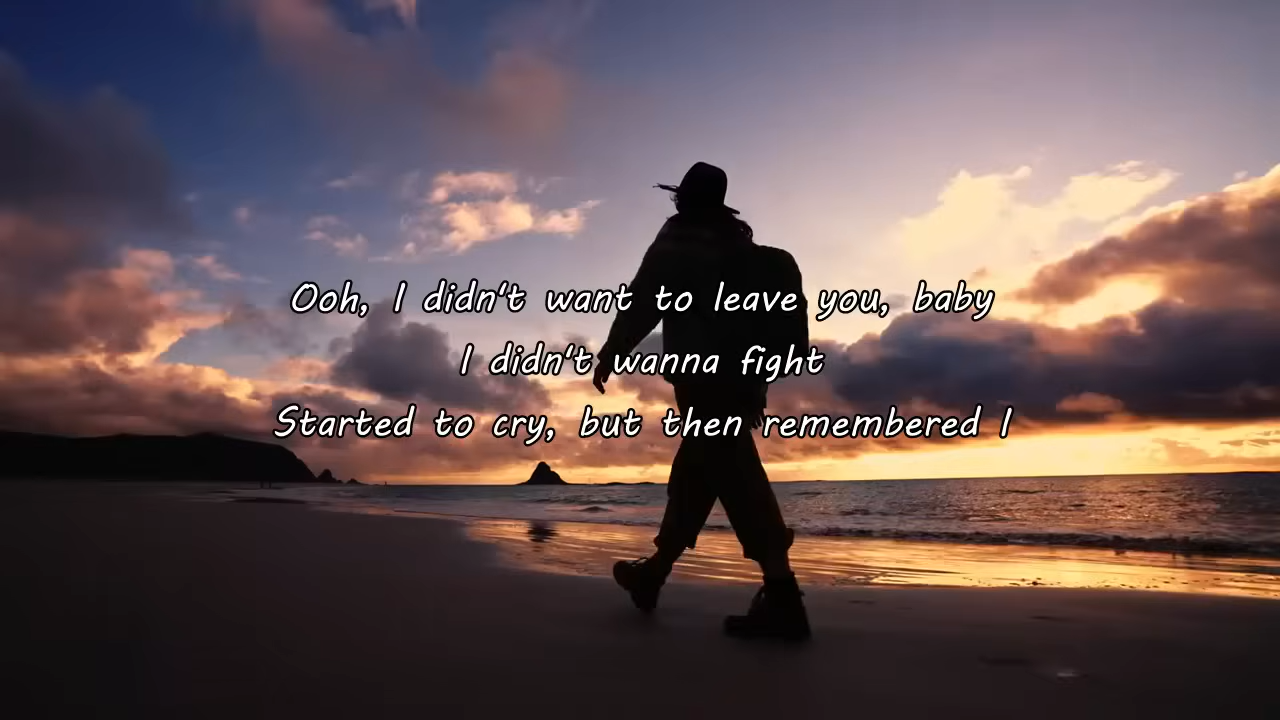 Ooh, I didn't want to leave you, baby
I didn't wanna fight
Started to cry, but then remembered I